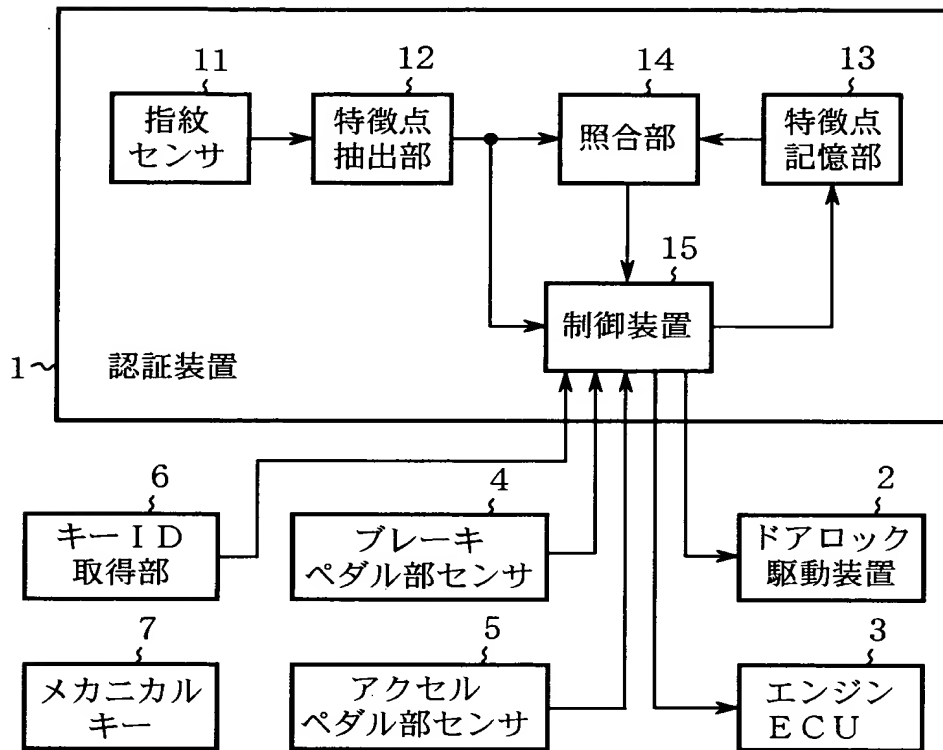 11
指紋
センサ
12
特徴点
抽出部
14
照合部
13
特徴点
記憶部
15
制御装置
1
認証装置
6
キーID
取得部
4
ブレーキ
ペダル部センサ
2
ドアロック
駆動装置
7
メカニカル
キー
5
アクセル
ペダル部センサ
3
エンジン
ECU